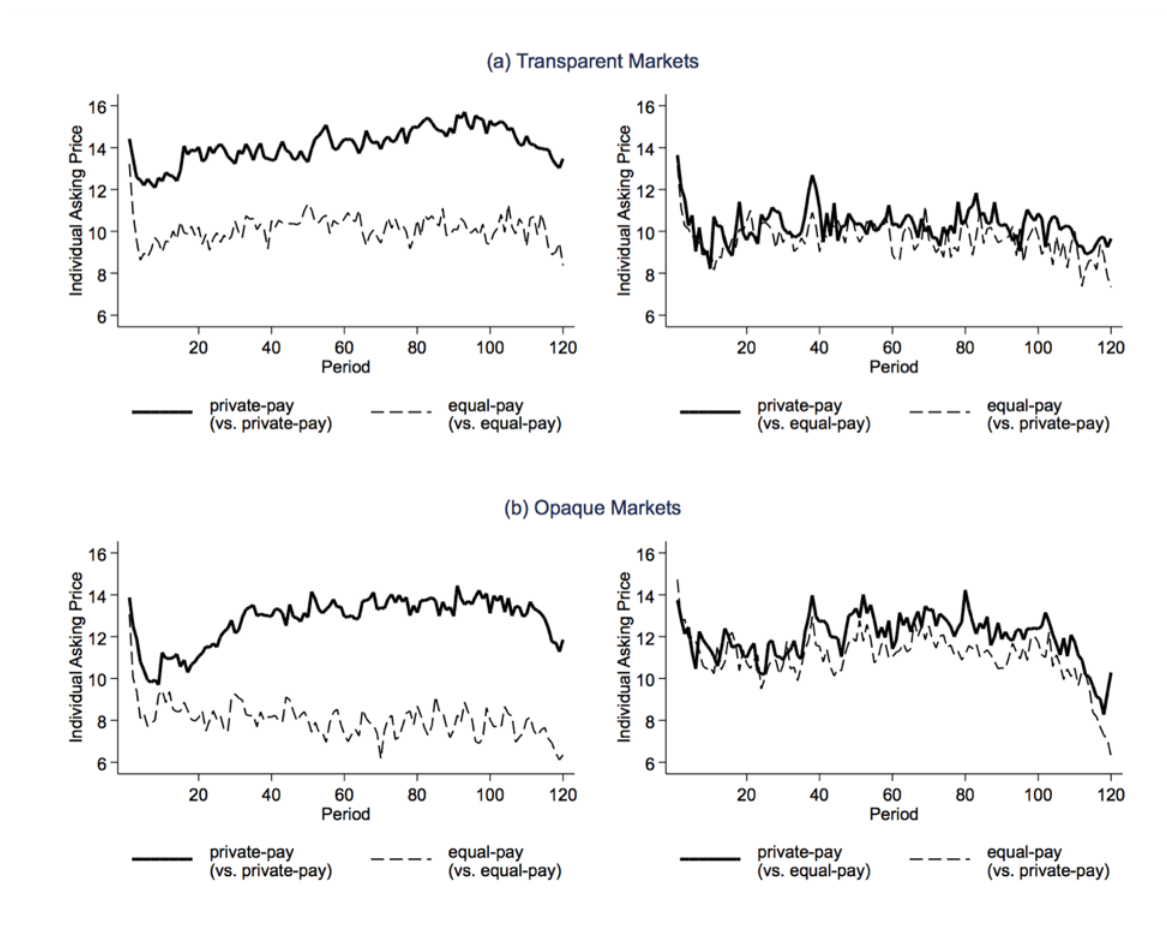 (a) Transparent Markets
Individual Asking Price
16
14
12
10
8
6
20 40 60 80 100 120
Period
private-pay
(vs. private-pay)
equal-pay
(vs. equal-pay)
Individual Asking Price
16
14
12
10
8
6
20 40 60 80 100 120
Period
private-pay
(vs. equal-pay)
equal-pay
(vs. private-pay)
(b) Opaque Markets
Individual Asking Price
16
14
12
10
8
6
20 40 60 80 100 120
Period
private-pay
(vs. private-pay)
equal-pay
(vs. equal-pay)
Individual Asking Price
16
14
12
10
8
6
20 40 60 80 100 120
Period
private-pay
(vs. equal-pay)
equal-pay
(vs. private-pay)